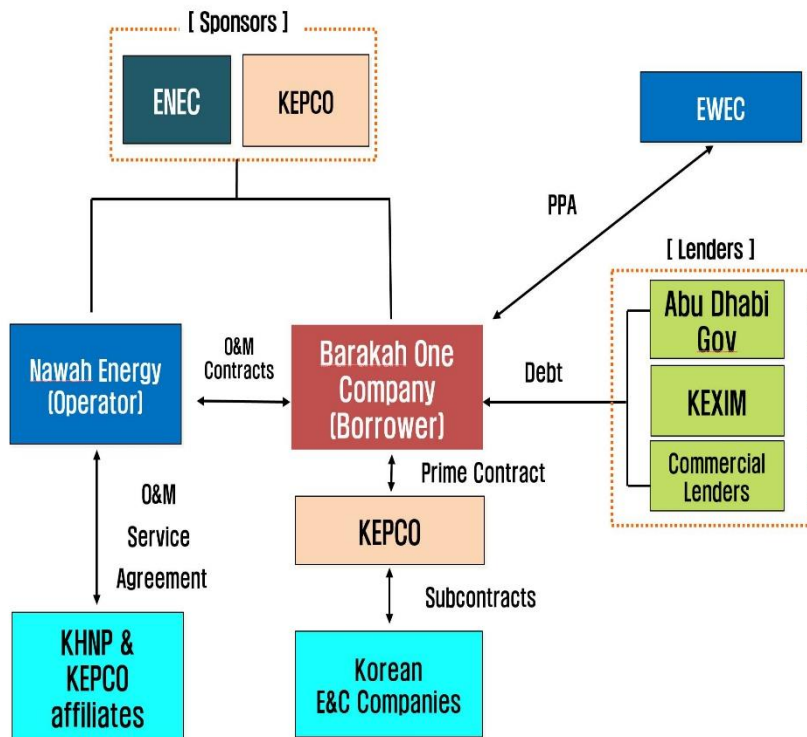 [ Sponsors ]
ENEC
KEPCO
EWEC
PPA
[ Lenders ]
Abu Dhabi
Gov
KEXIM
Commercial
Lenders
Debt
Nawah Energy
(Operator)
O&M
Contracts
Barakah One
Company
(Borrower)
Prime Contract
KEPCO
O&M
Service
Agreement
Subcontracts
KHNP &
KEPCO
affiliates
Korean
E&C Companies